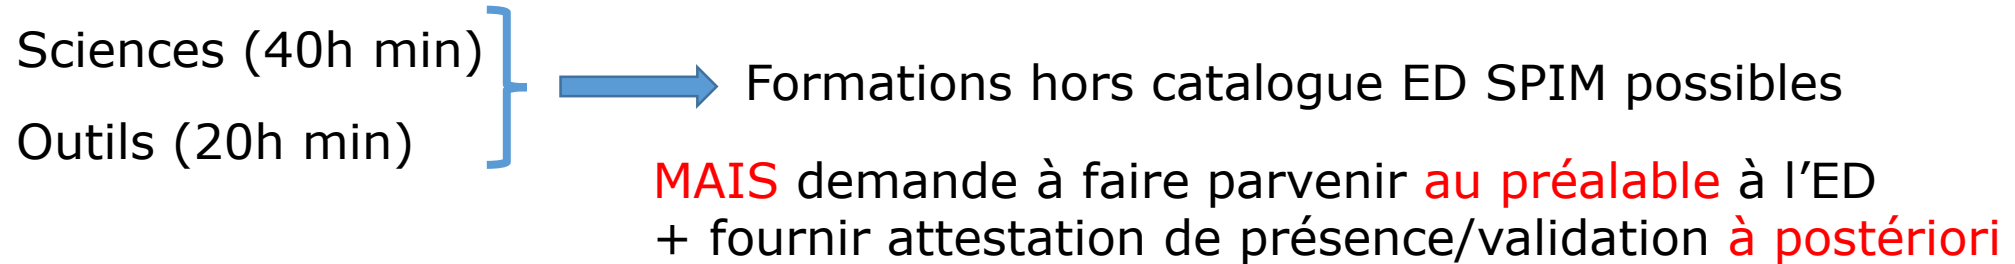 Sciences (40h min)
Outils (20h min)
Formations hors catalogue ED SPIM possibles
MAIS demande à faire parvenir au préalable à l’ED
+ fournir attestation de présence/validation à postériori